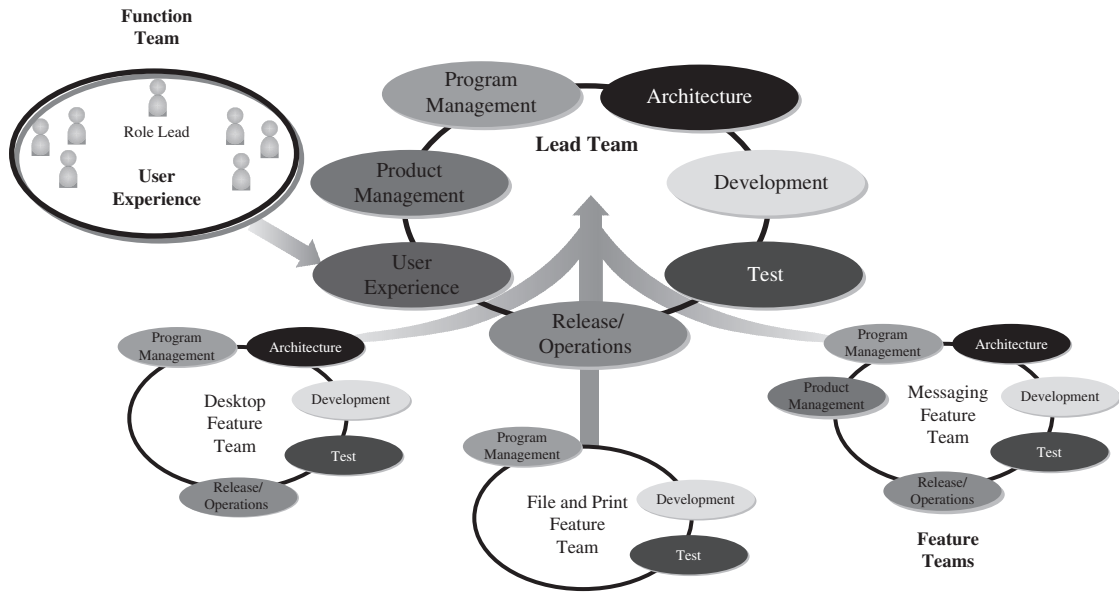 Function
Team
Role Lead
User
Experience
Program
Management
Architecture
Lead Team
Product
Management
Development
User
Experience
Test
Release/
Operations
Program
Management
Architecture
Desktop
Feature
Team
Development
Test
Release/
Operations
Program
Management
File and Print
Feature
Team
Development
Test
Program
Management
Architecture
Product
Management
Messaging
Feature
Team
Development
Test
Release/
Operations
Feature
Teams